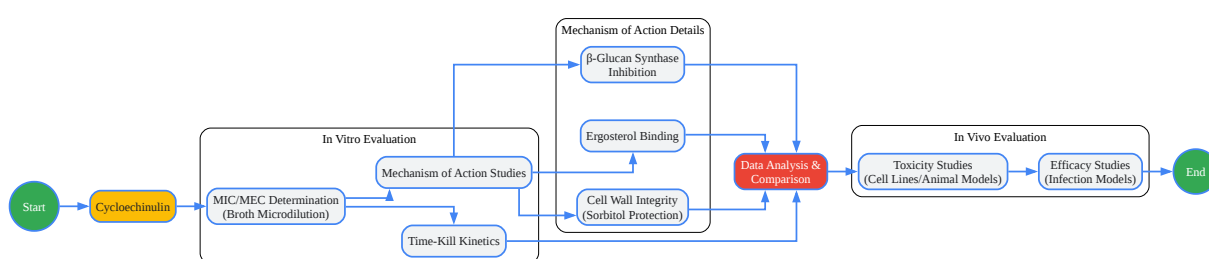 Start
Cycloechinulin
In Vitro Evaluation
MIC/MEC Determination
(Broth Microdilution)
Mechanism of Action Studies
Time-Kill Kinetics
Mechanism of Action Details
β-Glucan Synthase
Inhibition
Ergosterol Binding
Cell Wall Integrity
(Sorbitol Protection)
Data Analysis &
Comparison
In Vivo Evaluation
Toxicity Studies
(Cell Lines/Animal Models)
Efficacy Studies
(Infection Models)
End